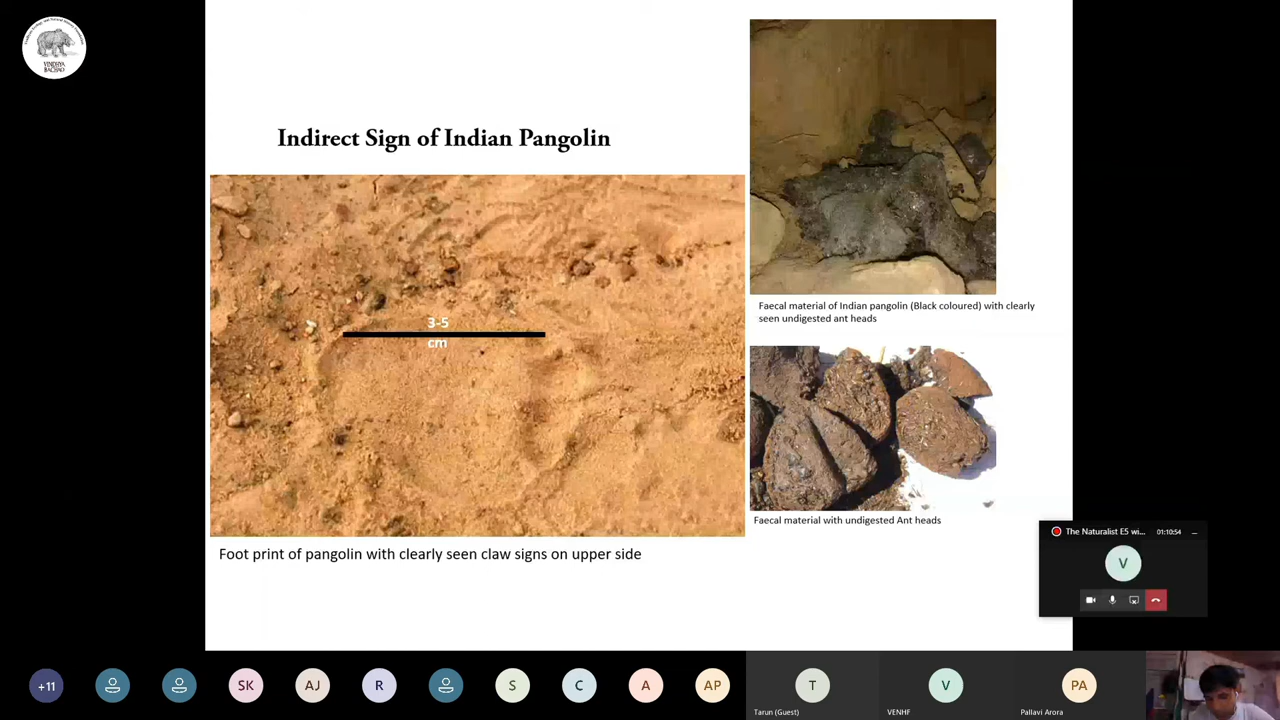 VINDHYA
BACHAO
Indirect Sign of Indian Pangolin
3-5
cm
Foot print of pangolin with clearly seen claw signs on upper side
Faecal material of Indian pangolin (Black coloured) with clearly
seen undigested ant heads
Faecal material with undigested Ant heads
The Naturalist E5 wi...
01:10:54
V
+11
SK
AJ
R
S
C
A
AP
T
Tarun (Guest)
V
VENHF
PA
Pallavi Arora